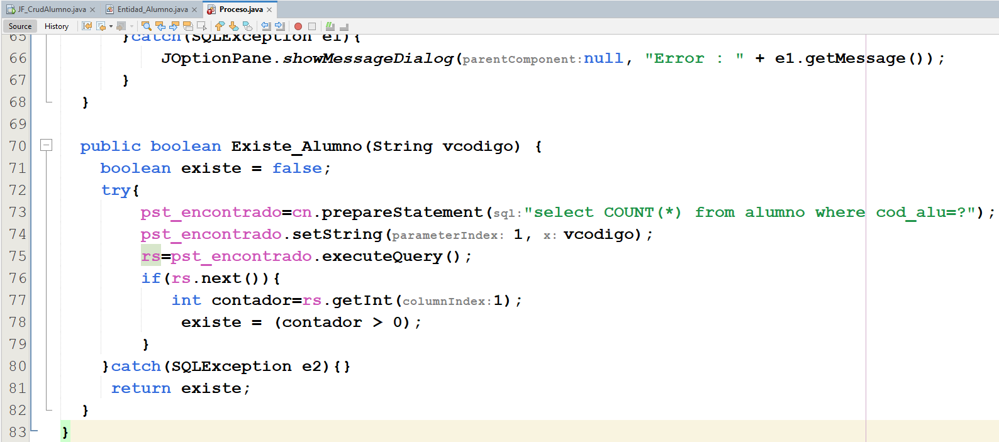 JF_CrudAlumno.java × Entidad_Alumno.java × Proceso.java ×
Source History
65 }catch(SQLException e1){
66 JOptionPane.showMessageDialog(parentComponent:null, "Error : " + e1.getMessage());
67 }
68 }
69
70 public boolean Existe_Alumno(String vcodigo) {
71 boolean existe = false;
72 try{
73 pst_encontrado=cn.prepareStatement(sql:"select COUNT(*) from alumno where cod_alu=?");
74 pst_encontrado.setString(parameterIndex: 1, x: vcodigo);
75 rs=pst_encontrado.executeQuery();
76 if(rs.next()){
77 int contador=rs.getInt(columnIndex:1);
78 existe = (contador > 0);
79 }
80 }catch(SQLException e2){}
81 return existe;
82 }
83 }